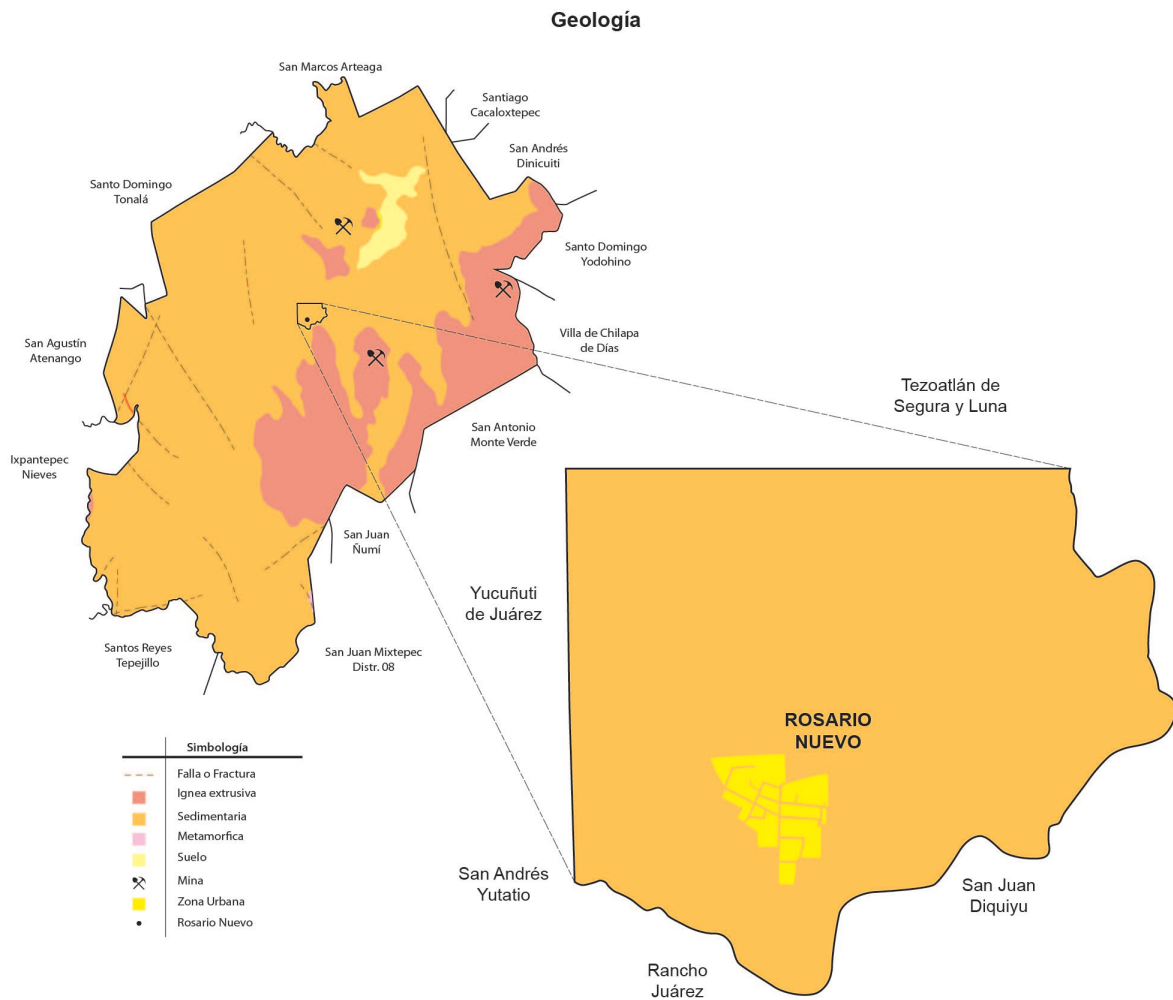 Geología
San Marcos Arteaga
Santiago
Cacaloxtepec
San Andrés
Dinicuiti
Santo Domingo
Tonalá
Santo Domingo
Yodohino
San Agustín
Atenango
Villa de Chilapa
de Días
Tezoatlán de
Segura y Luna
San Antonio
Monte Verde
Ixpantepec
Nieves
San Juan
Ñumí
Yucuñuti
de Juárez
Santos Reyes
Tepejillo
San Juan Mixtepec
Distr. 08
ROSARIO
NUEVO
Simbología
Falla o Fractura
Ignea extrusiva
Sedimentaria
Metamorfica
Suelo
Mina
Zona Urbana
Rosario Nuevo
San Andrés
Yutatio
San Juan
Diquiyu
Rancho
Juárez